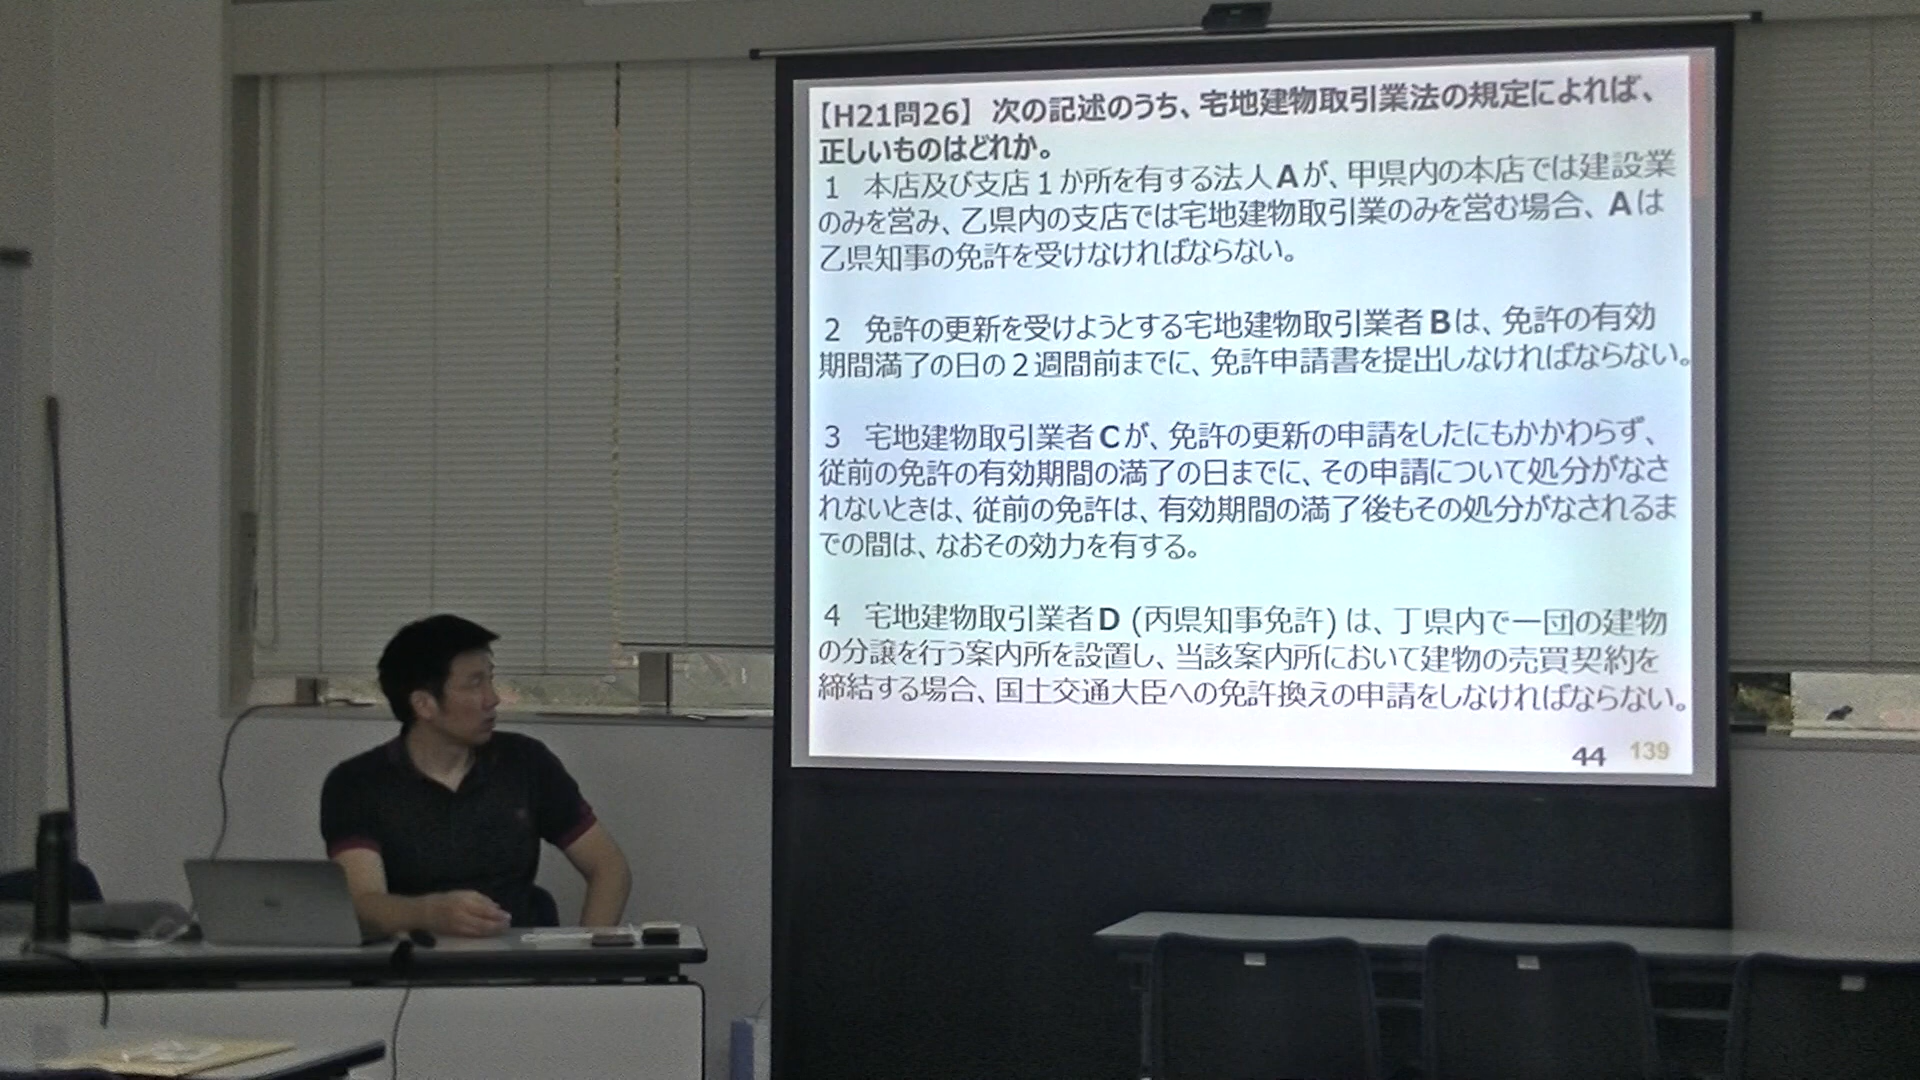 【H21問26】 次の記述のうち、宅地建物取引業法の規定によれば、
正しいものはどれか。
１ 本店及び支店１か所を有する法人Aが、甲県内の本店では建設業
のみを営み、乙県内の支店では宅地建物取引業のみを営む場合、Aは
乙県知事の免許を受けなければならない。
２ 免許の更新を受けようとする宅地建物取引業者Bは、免許の有効
期間満了の日の２週間前までに、免許申請書を提出しなければならない。
３ 宅地建物取引業者Cが、免許の更新の申請をしたにもかかわらず、
従前の免許の有効期間の満了の日までに、その申請について処分がなさ
れないときは、従前の免許は、有効期間の満了後もその処分がなされるま
での間は、なおその効力を有する。
４ 宅地建物取引業者D (丙県知事免許) は、丁県内で一団の建物
の分譲を行う案内所を設置し、当該案内所において建物の売買契約を
締結する場合、国土交通大臣への免許換えの申請をしなければならない。
44 139